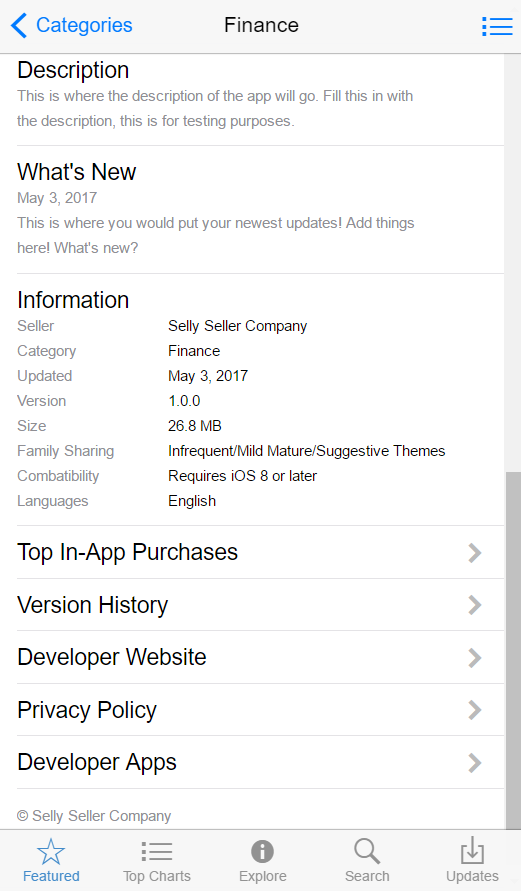 Categories Finance
Description
This is where the description of the app will go. Fill this in with
the description, this is for testing purposes.
What's New
May 3, 2017
This is where you would put your newest updates! Add things
here! What's new?
Information
Seller Selly Seller Company
Category Finance
Updated May 3, 2017
Version 1.0.0
Size 26.8 MB
Family Sharing Infrequent/Mild Mature/Suggestive Themes
Combatibility Requires iOS 8 or later
Languages English
Top In-App Purchases
Version History
Developer Website
Privacy Policy
Developer Apps
© Selly Seller Company
Featured Top Charts Explore Search Updates